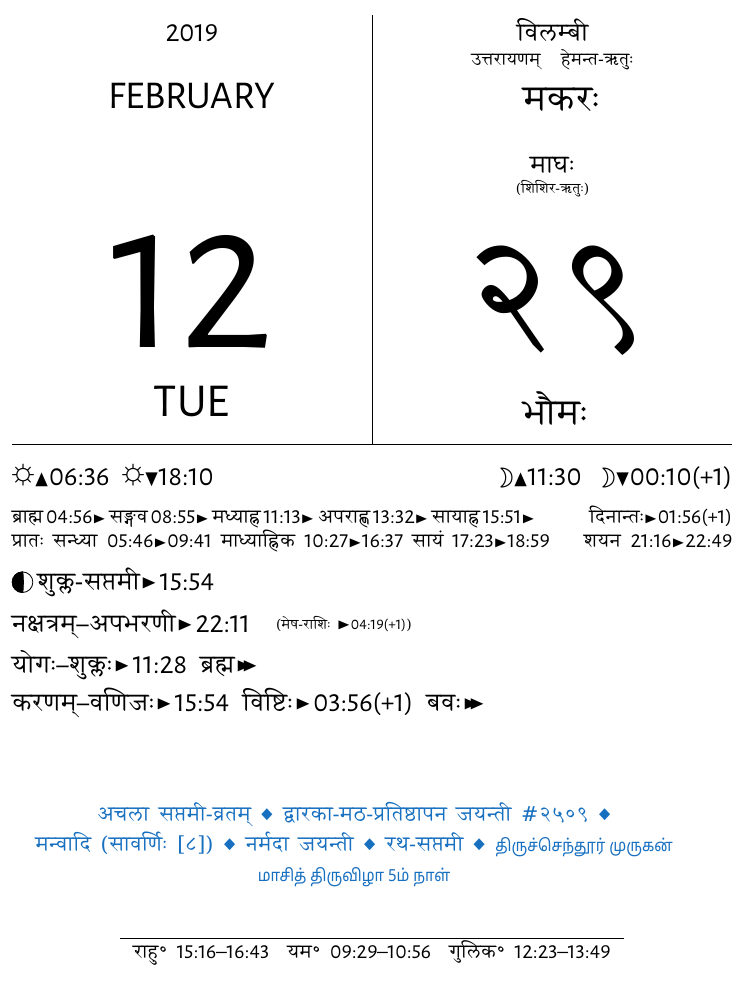 2019
FEBRUARY
12
TUE
विलम्बी
उत्तरायणम् हेमन्त-ऋतुः
मकरः
माघः
(शिशिर-ऋतुः)
२९
भौमः
☼▲06:36 ☼▼18:10 ☽▲11:30 ☽▼00:10(+1)
ब्राह्म 04:56► सङ्गव 08:55► मध्याह्न 11:13► अपराह्ण 13:32► सायाह्न 15:51► दिनान्तः►01:56(+1)
प्रातः सन्ध्या 05:46►09:41 माध्याह्निक 10:27►16:37 सायं 17:23►18:59 शयन 21:16►22:49
शुक्ल-सप्तमी►15:54
नक्षत्रम्–अपभरणी►22:11 (मेष-राशिः ►04:19(+1))
योगः–शुक्लः►11:28 ब्रह्म►►
करणम्–वणिजः►15:54 विष्टिः►03:56(+1) बवः►►
अचला सप्तमी-व्रतम् ◆ द्वारका-मठ-प्रतिष्ठापन जयन्ती #२५०९ ◆
मन्वादि (सावर्णिः [८]) ◆ नर्मदा जयन्ती ◆ रथ-सप्तमी ◆ திருச்செந்தூர் முருகன்
மாசித் திருவிழா 5ம் நாள்
राहु° 15:16–16:43 यम° 09:29–10:56 गुलिक° 12:23–13:49